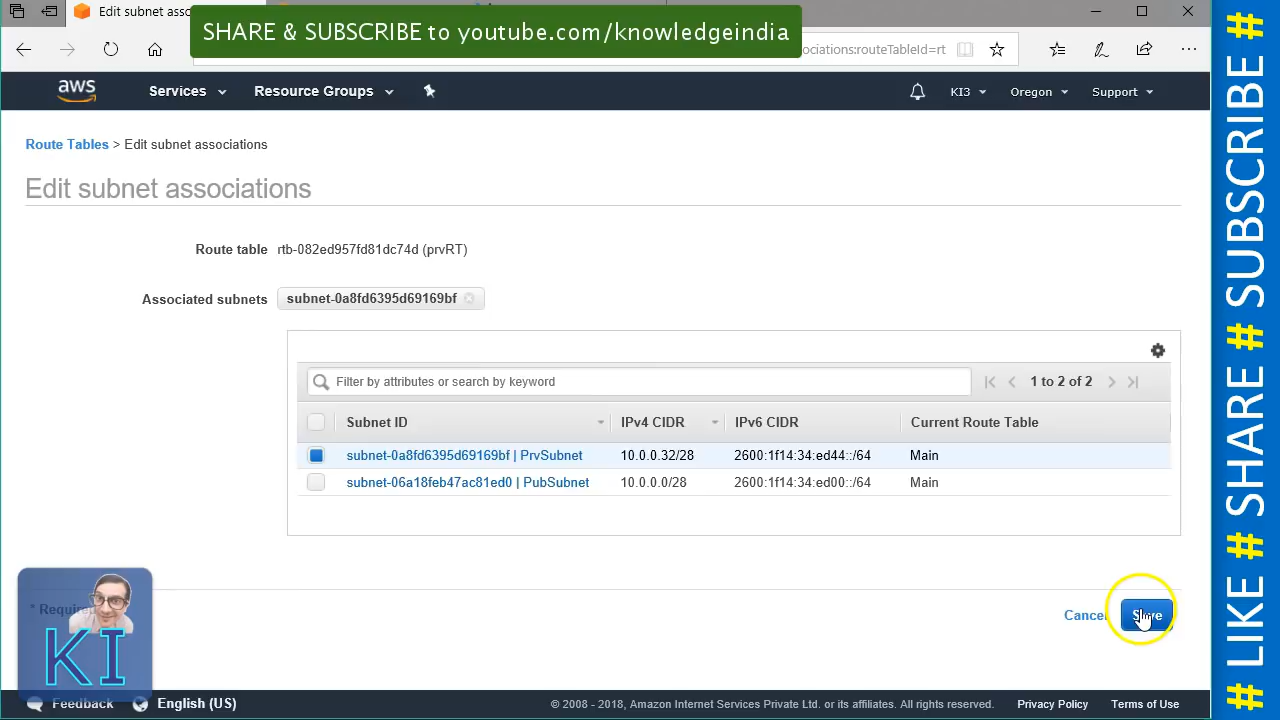 Edit subnet associations
SHARE & SUBSCRIBE to youtube.com/knowledgeindia
ociations:routeTableId=rt
aws
Services
Resource Groups
KI3
Oregon
Support
Route Tables > Edit subnet associations
Edit subnet associations
Route table rtb-082ed957fd81dc74d (prvRT)
Associated subnets subnet-0a8fd6395d69169bf
Filter by attributes or search by keyword
1 to 2 of 2
Subnet ID IPv4 CIDR IPv6 CIDR Current Route Table
subnet-0a8fd6395d69169bf | PrvSubnet 10.0.0.32/28 2600:1f14:34:ed44::/64 Main
subnet-06a18feb47ac81ed0 | PubSubnet 10.0.0.0/28 2600:1f14:34:ed00::/64 Main
* Require
Cancel
Save
KI
Feedback
English (US)
© 2008 - 2018, Amazon Internet Services Private Ltd. or its affiliates. All rights reserved.
Privacy Policy
Terms of Use
# LIKE # SHARE # SUBSCRIBE #